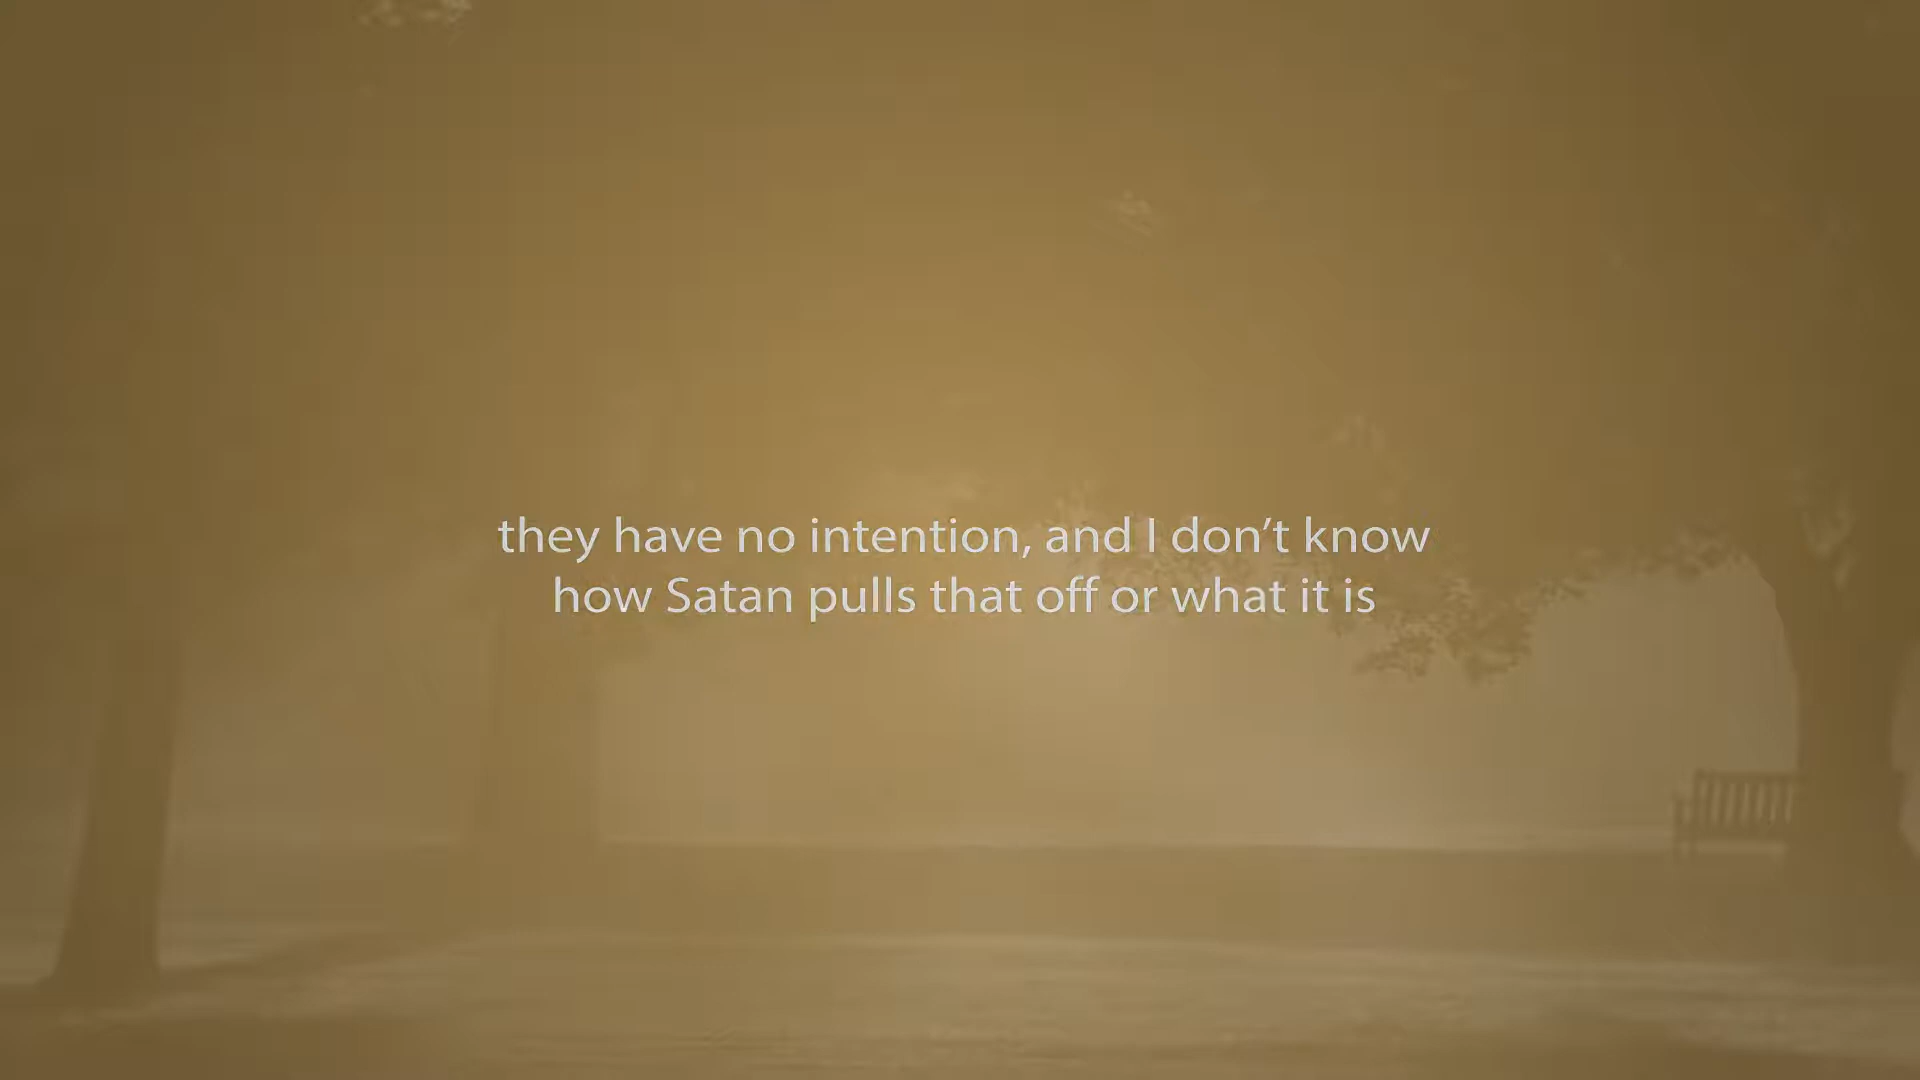 they have no intention, and I don’t know
how Satan pulls that off or what it is